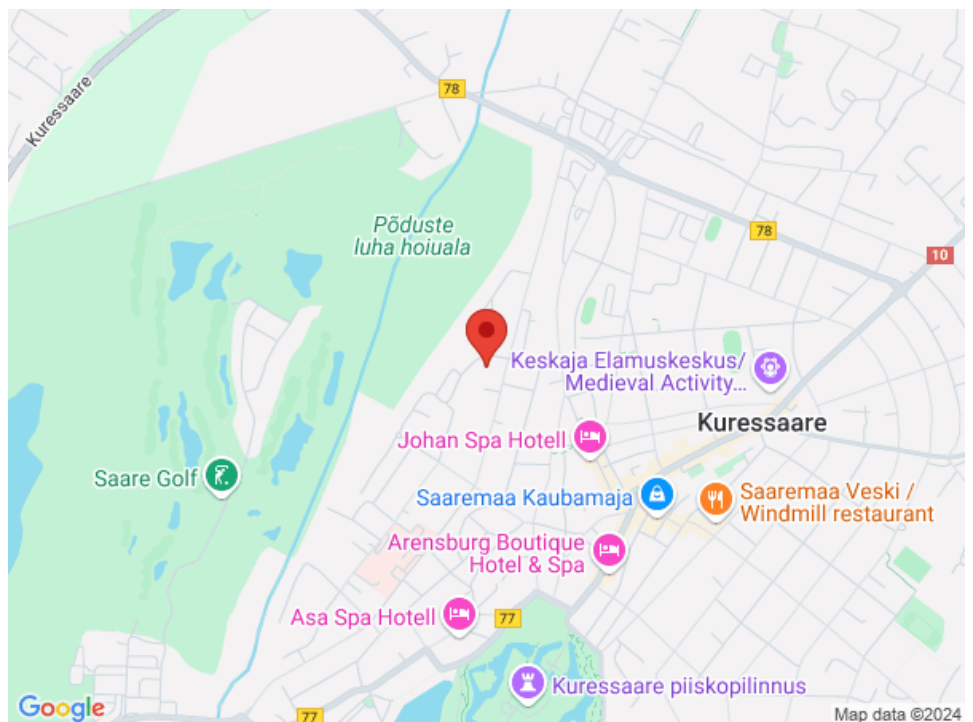 78
Kuressaare
Põduste
luha hoiuala
78
10
Keskaja Elamuskeskus/
Medieval Activity...
Kuressaare
Johan Spa Hotell
Saare Golf
Saaremaa Kaubamaja
Saaremaa Veski /
Windmill restaurant
Arensburg Boutique
Hotel & Spa
Asa Spa Hotell
77
Kuressaare piiskopilinnus
Google
77
Map data ©2024